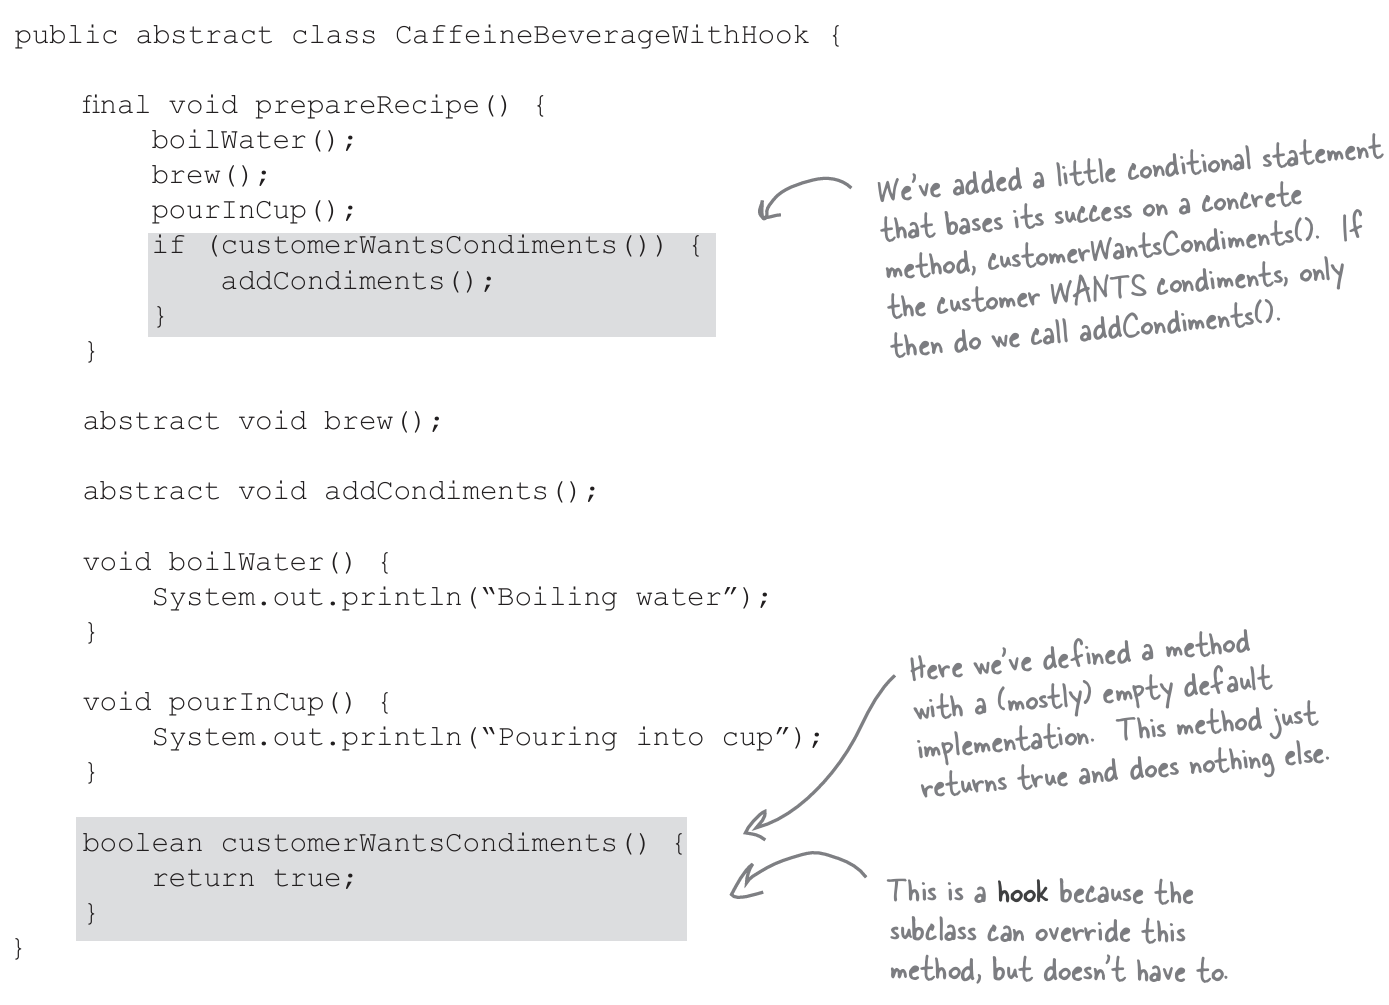 public abstract class CaffeineBeverageWithHook {
final void prepareRecipe() {
boilWater();
brew();
pourInCup();
if (customerWantsCondiments()) {
addCondiments();
}
}
We've added a little conditional statement
that bases its success on a concrete
method, customerWantsCondiments(). If
the customer WANTS condiments, only
then do we call addCondiments().
abstract void brew();
abstract void addCondiments();
void boilWater() {
System.out.println(“Boiling water”);
}
void pourInCup() {
System.out.println(“Pouring into cup”);
}
Here we've defined a method
with a (mostly) empty default
implementation. This method just
returns true and does nothing else.
boolean customerWantsCondiments() {
return true;
}
}
This is a hook because the
subclass can override this
method, but doesn't have to.